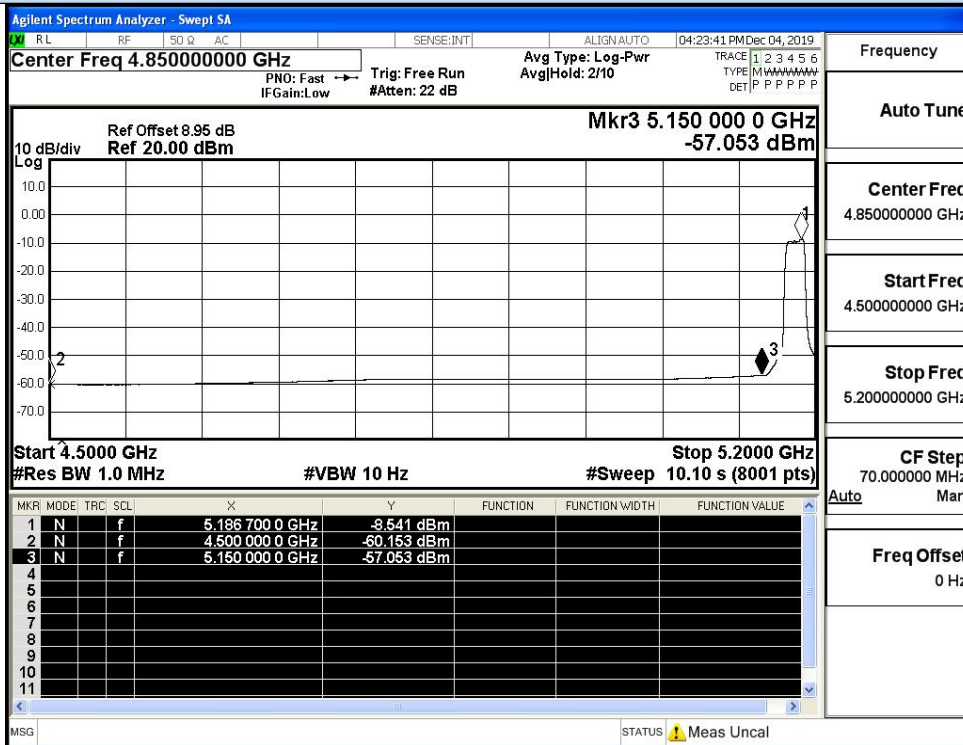 Agilent Spectrum Analyzer - Swept SA
LXI RL RF 50 Ω AC SENSE:INT ALIGNAUTO 04:23:41 PM Dec 04, 2019
Center Freq 4.850000000 GHz
PNO: Fast
IFGain:Low
Trig: Free Run
#Atten: 22 dB
Avg Type: Log-Pwr
Avg|Hold: 2/10
TRACE 1 2 3 4 5 6
TYPE M W W W W W
DET P P P P P P
Ref Offset 8.95 dB
10 dB/div Ref 20.00 dBm
Log
Mkr3 5.150 000 0 GHz
-57.053 dBm
10.0
0.00
-10.0
-20.0
-30.0
-40.0
-50.0
-60.0
-70.0
1
2
3
Start 4.5000 GHz Stop 5.2000 GHz
#Res BW 1.0 MHz #VBW 10 Hz #Sweep 10.10 s (8001 pts)
MKR MODE TRC SCL X Y FUNCTION FUNCTION WIDTH FUNCTION VALUE
1 N f 5.186 700 0 GHz -8.541 dBm
2 N f 4.500 000 0 GHz -60.153 dBm
3 N f 5.150 000 0 GHz -57.053 dBm
4
5
6
7
8
9
10
11
MSG STATUS Meas Uncal
Frequency
Auto Tune
Center Freq
4.850000000 GHz
Start Freq
4.500000000 GHz
Stop Freq
5.200000000 GHz
CF Step
70.000000 MHz
Auto Man
Freq Offset
0 Hz